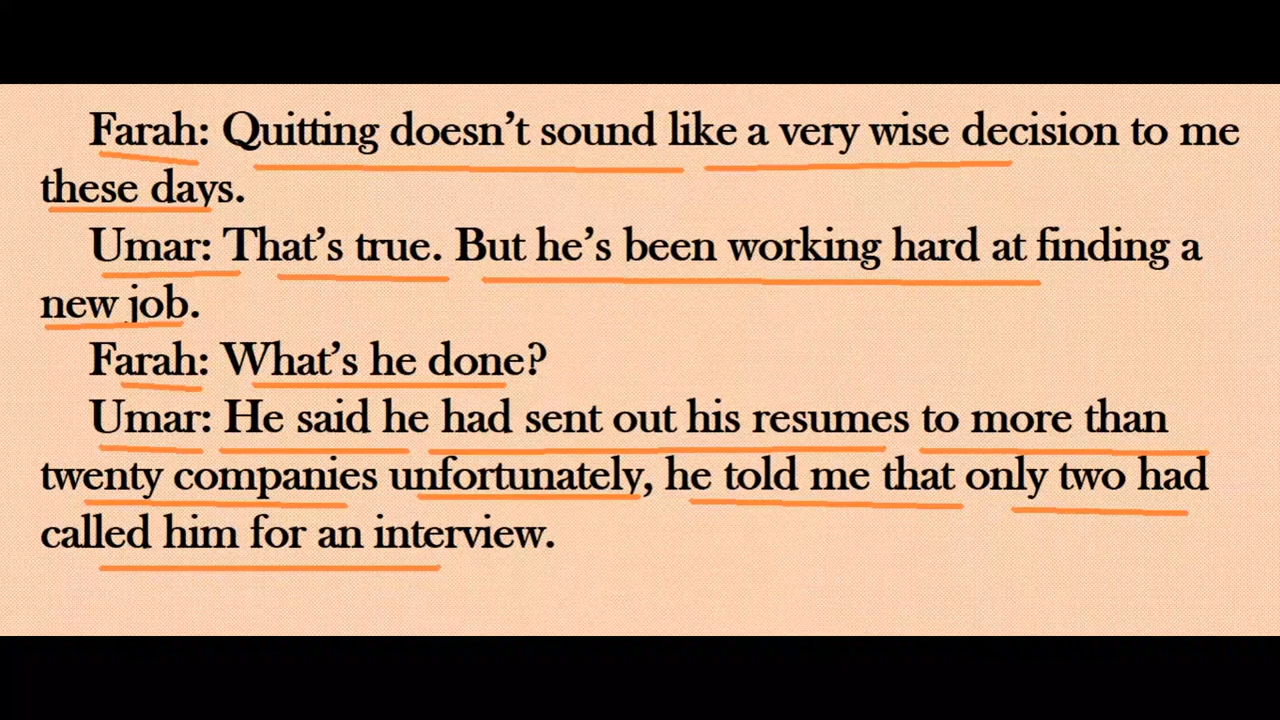 Farah: Quitting doesn’t sound like a very wise decision to me
these days.
Umar: That’s true. But he’s been working hard at finding a
new job.
Farah: What’s he done?
Umar: He said he had sent out his resumes to more than
twenty companies unfortunately, he told me that only two had
called him for an interview.